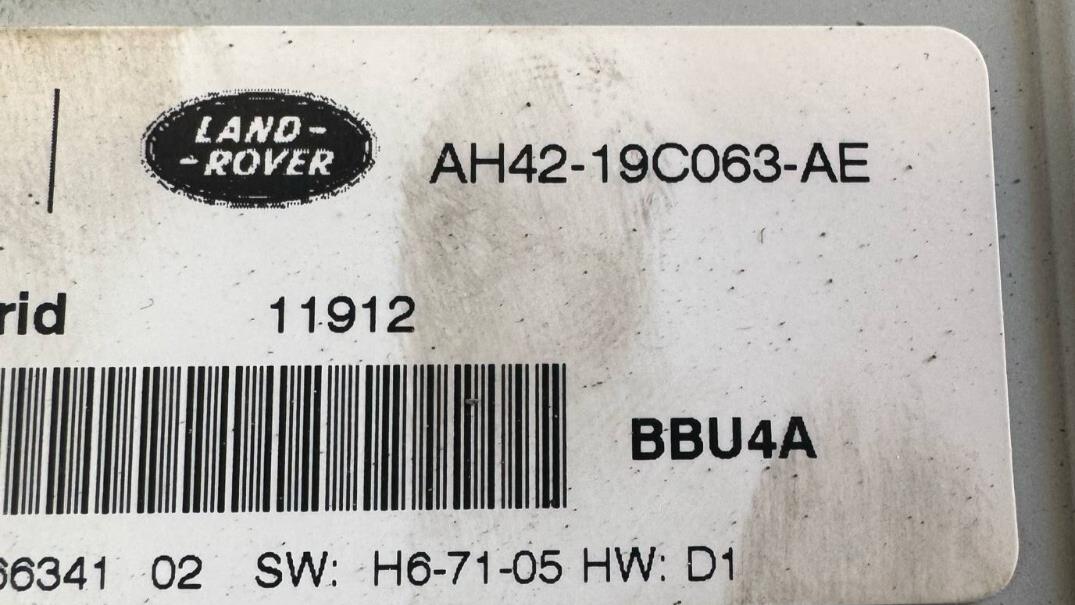 LAND-
-ROVER
AH42-19C063-AE
rid 11912
BBU4A
66341 02 SW: H6-71-05 HW: D1